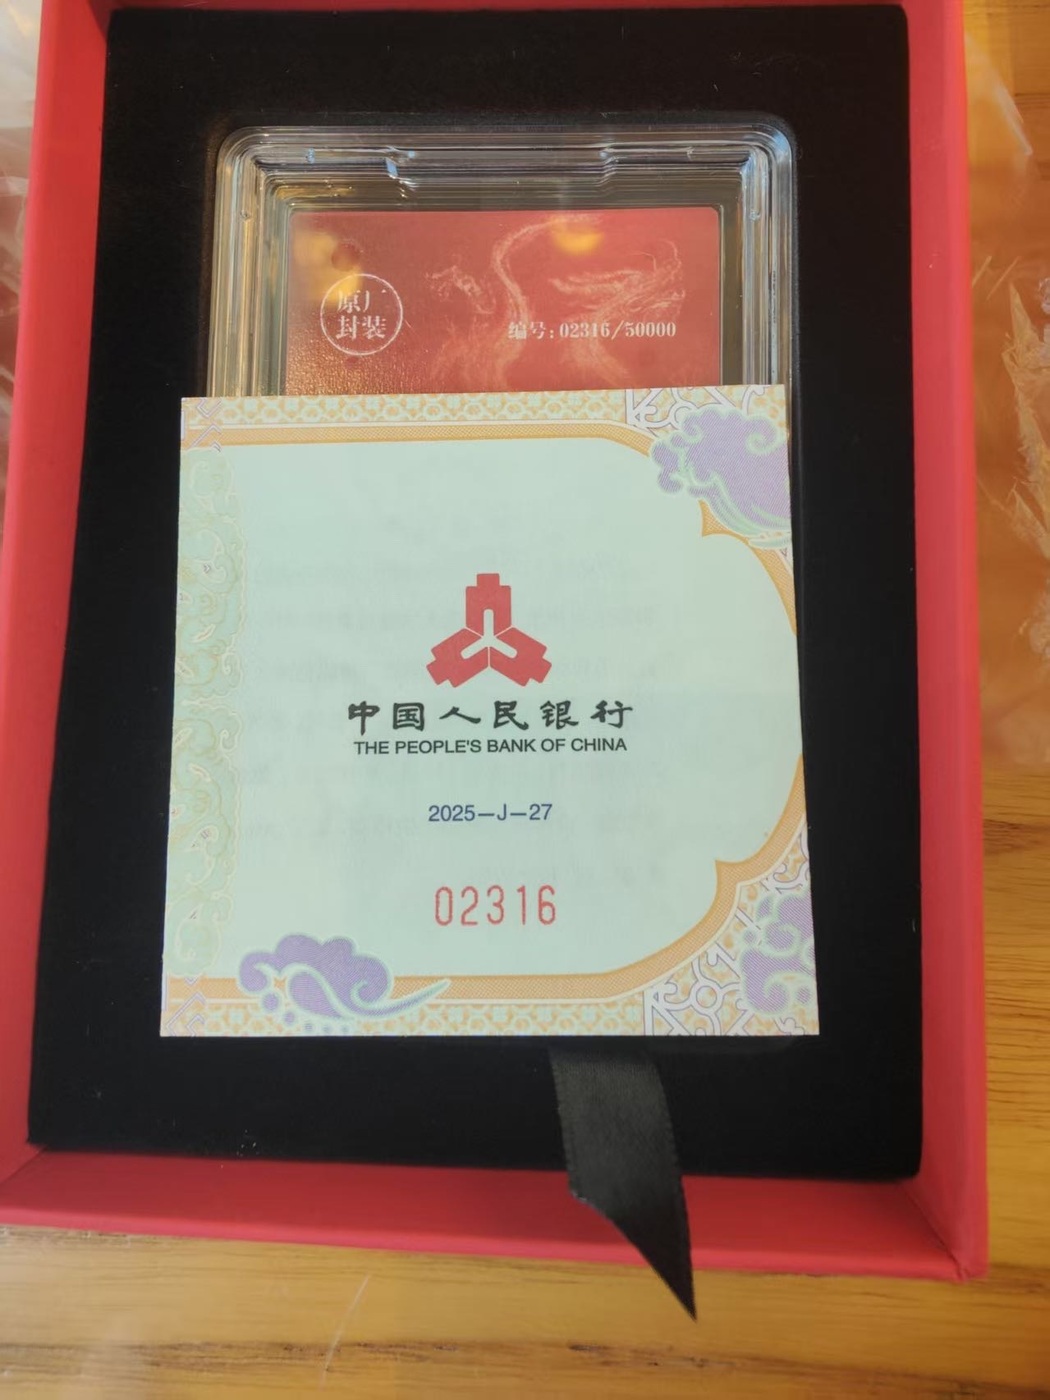 原厂
封装
编号:02316/50000
中国人民银行
THE PEOPLE'S BANK OF CHINA
2025-J-27
02316